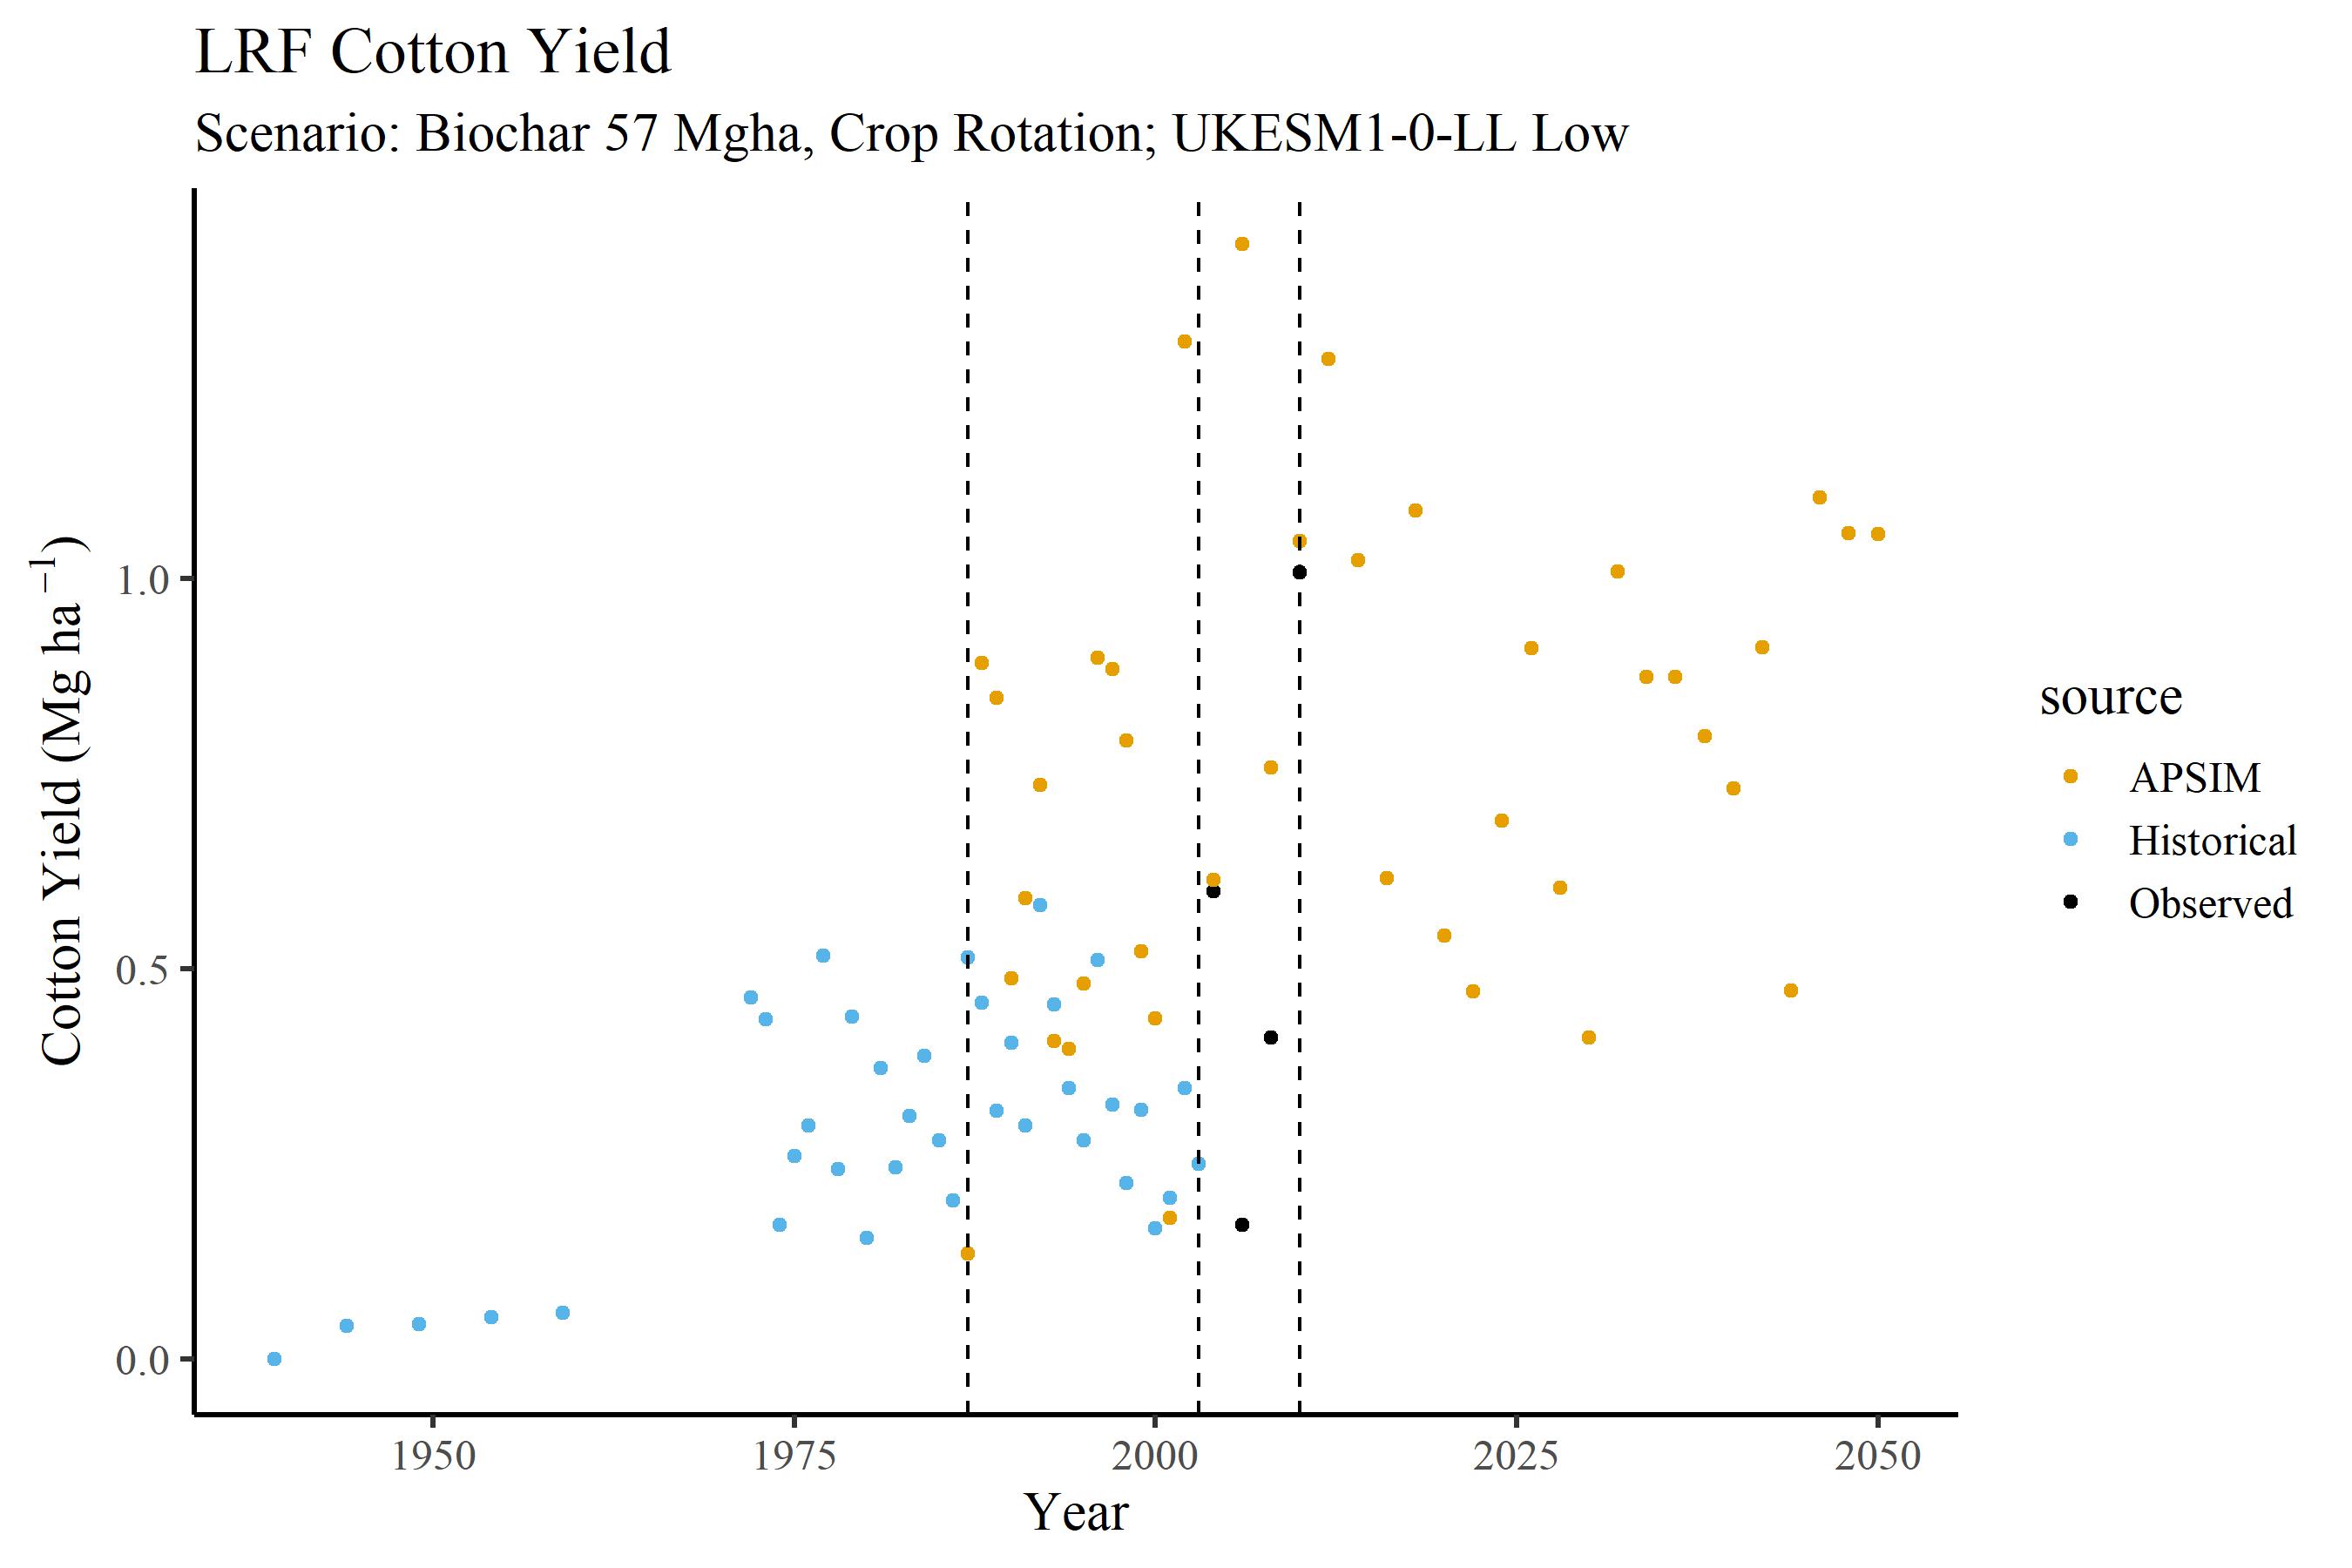 LRF Cotton Yield
Scenario: Biochar 57 Mgha, Crop Rotation; UKESM1-0-LL Low
Cotton Yield (Mg ha⁻¹)
1.0
0.5
0.0
1950 1975 2000 2025 2050
Year
source
APSIM
Historical
Observed